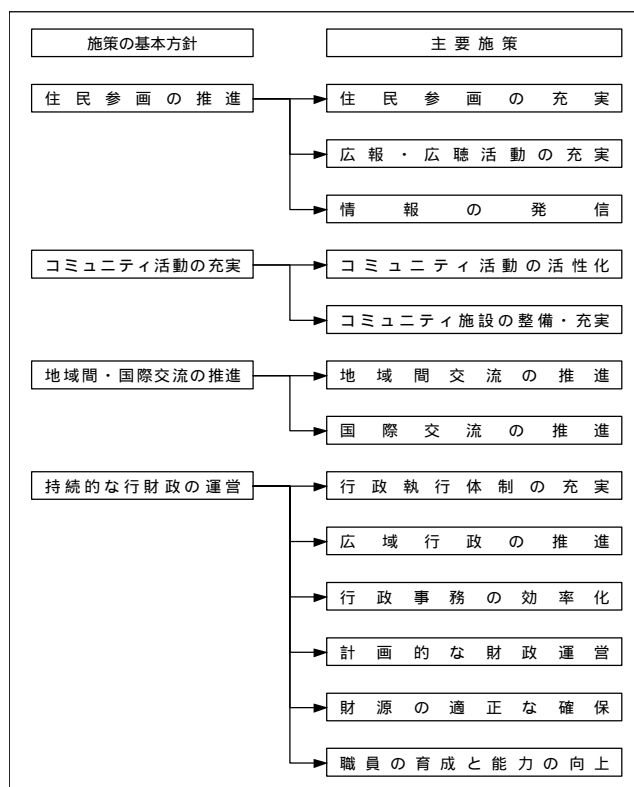 施策の基本方針
主要施策
住民参画の推進
住民参画の充実
広報・広聴活動の充実
情報の発信
コミュニティ活動の充実
コミュニティ活動の活性化
コミュニティ施設の整備・充実
地域間・国際交流の推進
地域間交流の推進
国際交流の推進
持続的な行財政の運営
行政執行体制の充実
広域行政の推進
行政事務の効率化
計画的な財政運営
財源の適正な確保
職員の育成と能力の向上